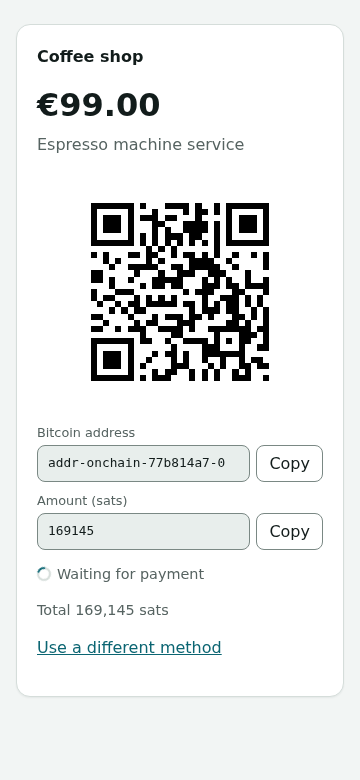 Coffee shop
€99.00
Espresso machine service
Bitcoin address
addr-onchain-77b814a7-0
Copy
Amount (sats)
169145
Copy
Waiting for payment
Total 169,145 sats
Use a different method